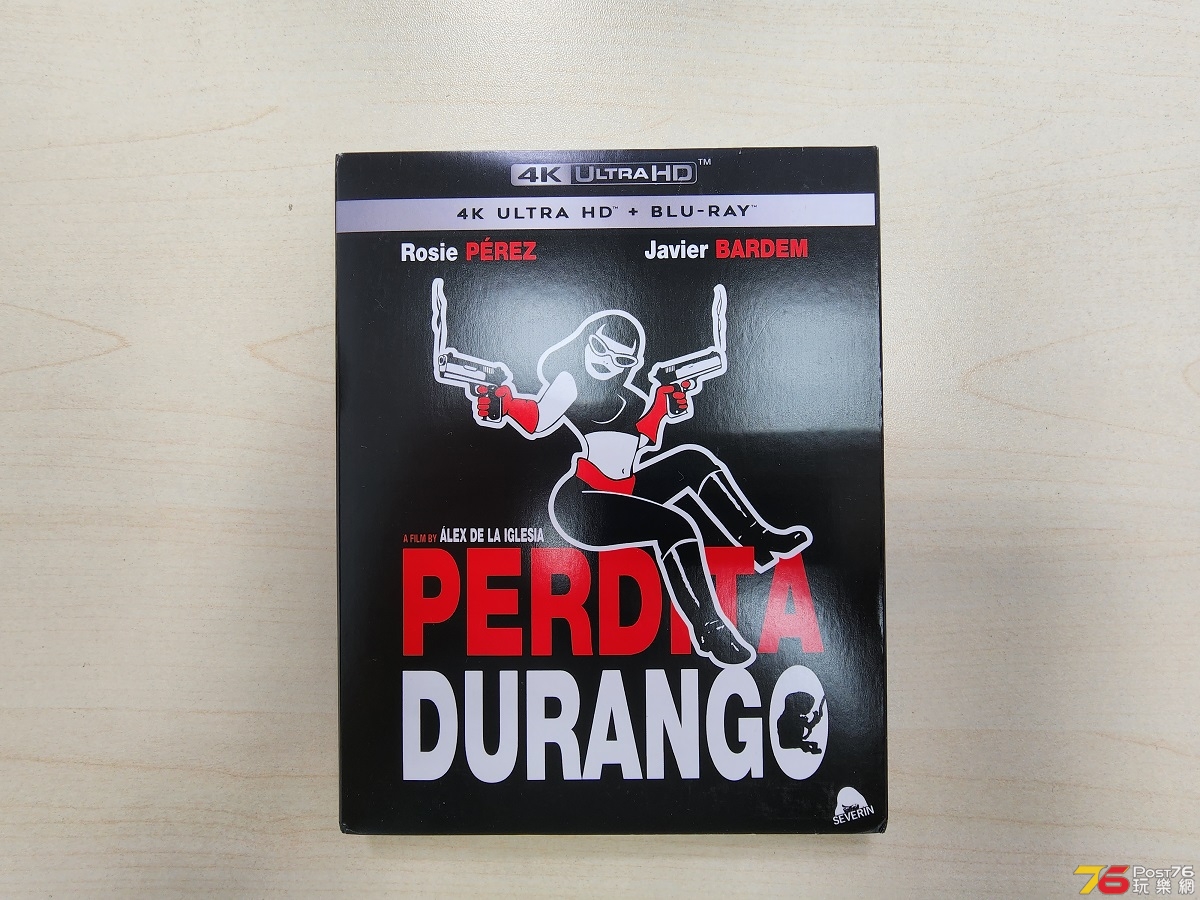 4K ULTRAHD™
4K ULTRA HD™ + BLU-RAY™
Rosie PÉREZ Javier BARDEM
A FILM BY ÁLEX DE LA IGLESIA
PERDITA
DURANGO
SEVERIN
76 Post76
玩樂網